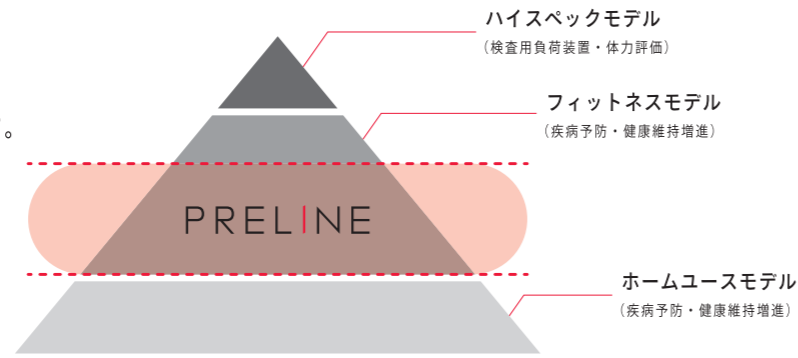 ハイスペックモデル
（検査用負荷装置・体力評価）
フィットネスモデル
（疾病予防・健康維持増進）
。
PRELINE
ホームユースモデル
（疾病予防・健康維持増進）